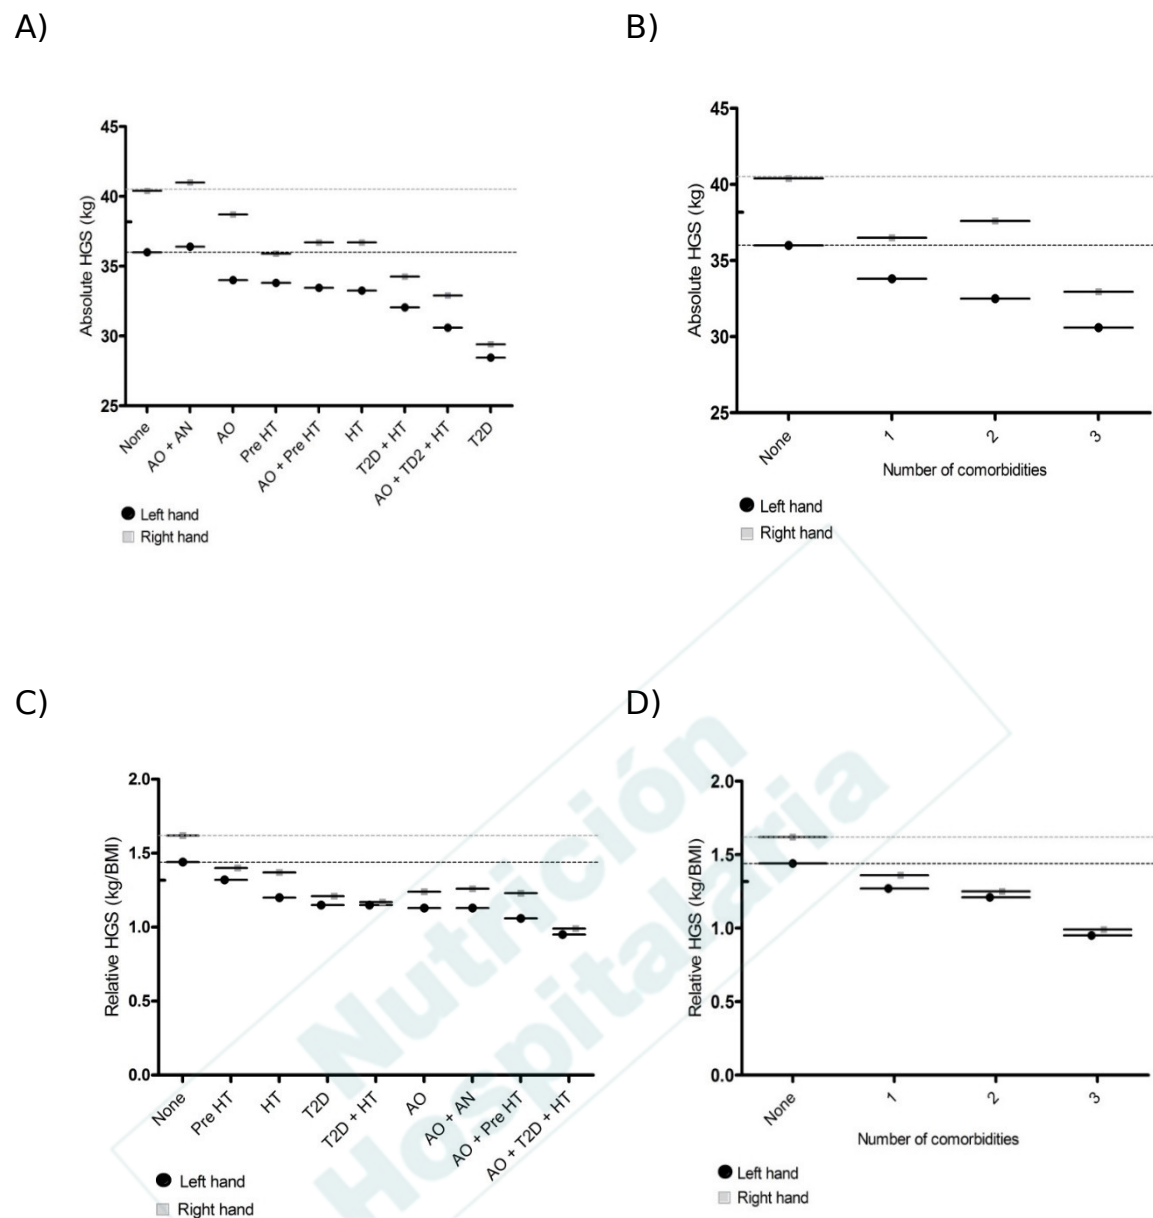 A)
45
40
35
30
25
Absolute HGS (kg)
None
AO + AN
AO
Pre HT
AO + Pre HT
HT
T2D + HT
AO + TD2 + HT
T2D
Left hand
Right hand
B)
45
40
35
30
25
Absolute HGS (kg)
None
1
2
3
Number of comorbidities
Left hand
Right hand
C)
2.0
1.5
1.0
0.5
0.0
Relative HGS (kg/BMI)
None
Pre HT
HT
T2D
T2D + HT
AO
AO + AN
AO + Pre HT
AO + T2D + HT
Left hand
Right hand
D)
2.0
1.5
1.0
0.5
0.0
Relative HGS (kg/BMI)
None
1
2
3
Number of comorbidities
Left hand
Right hand
Nutrición
Hospitalaria